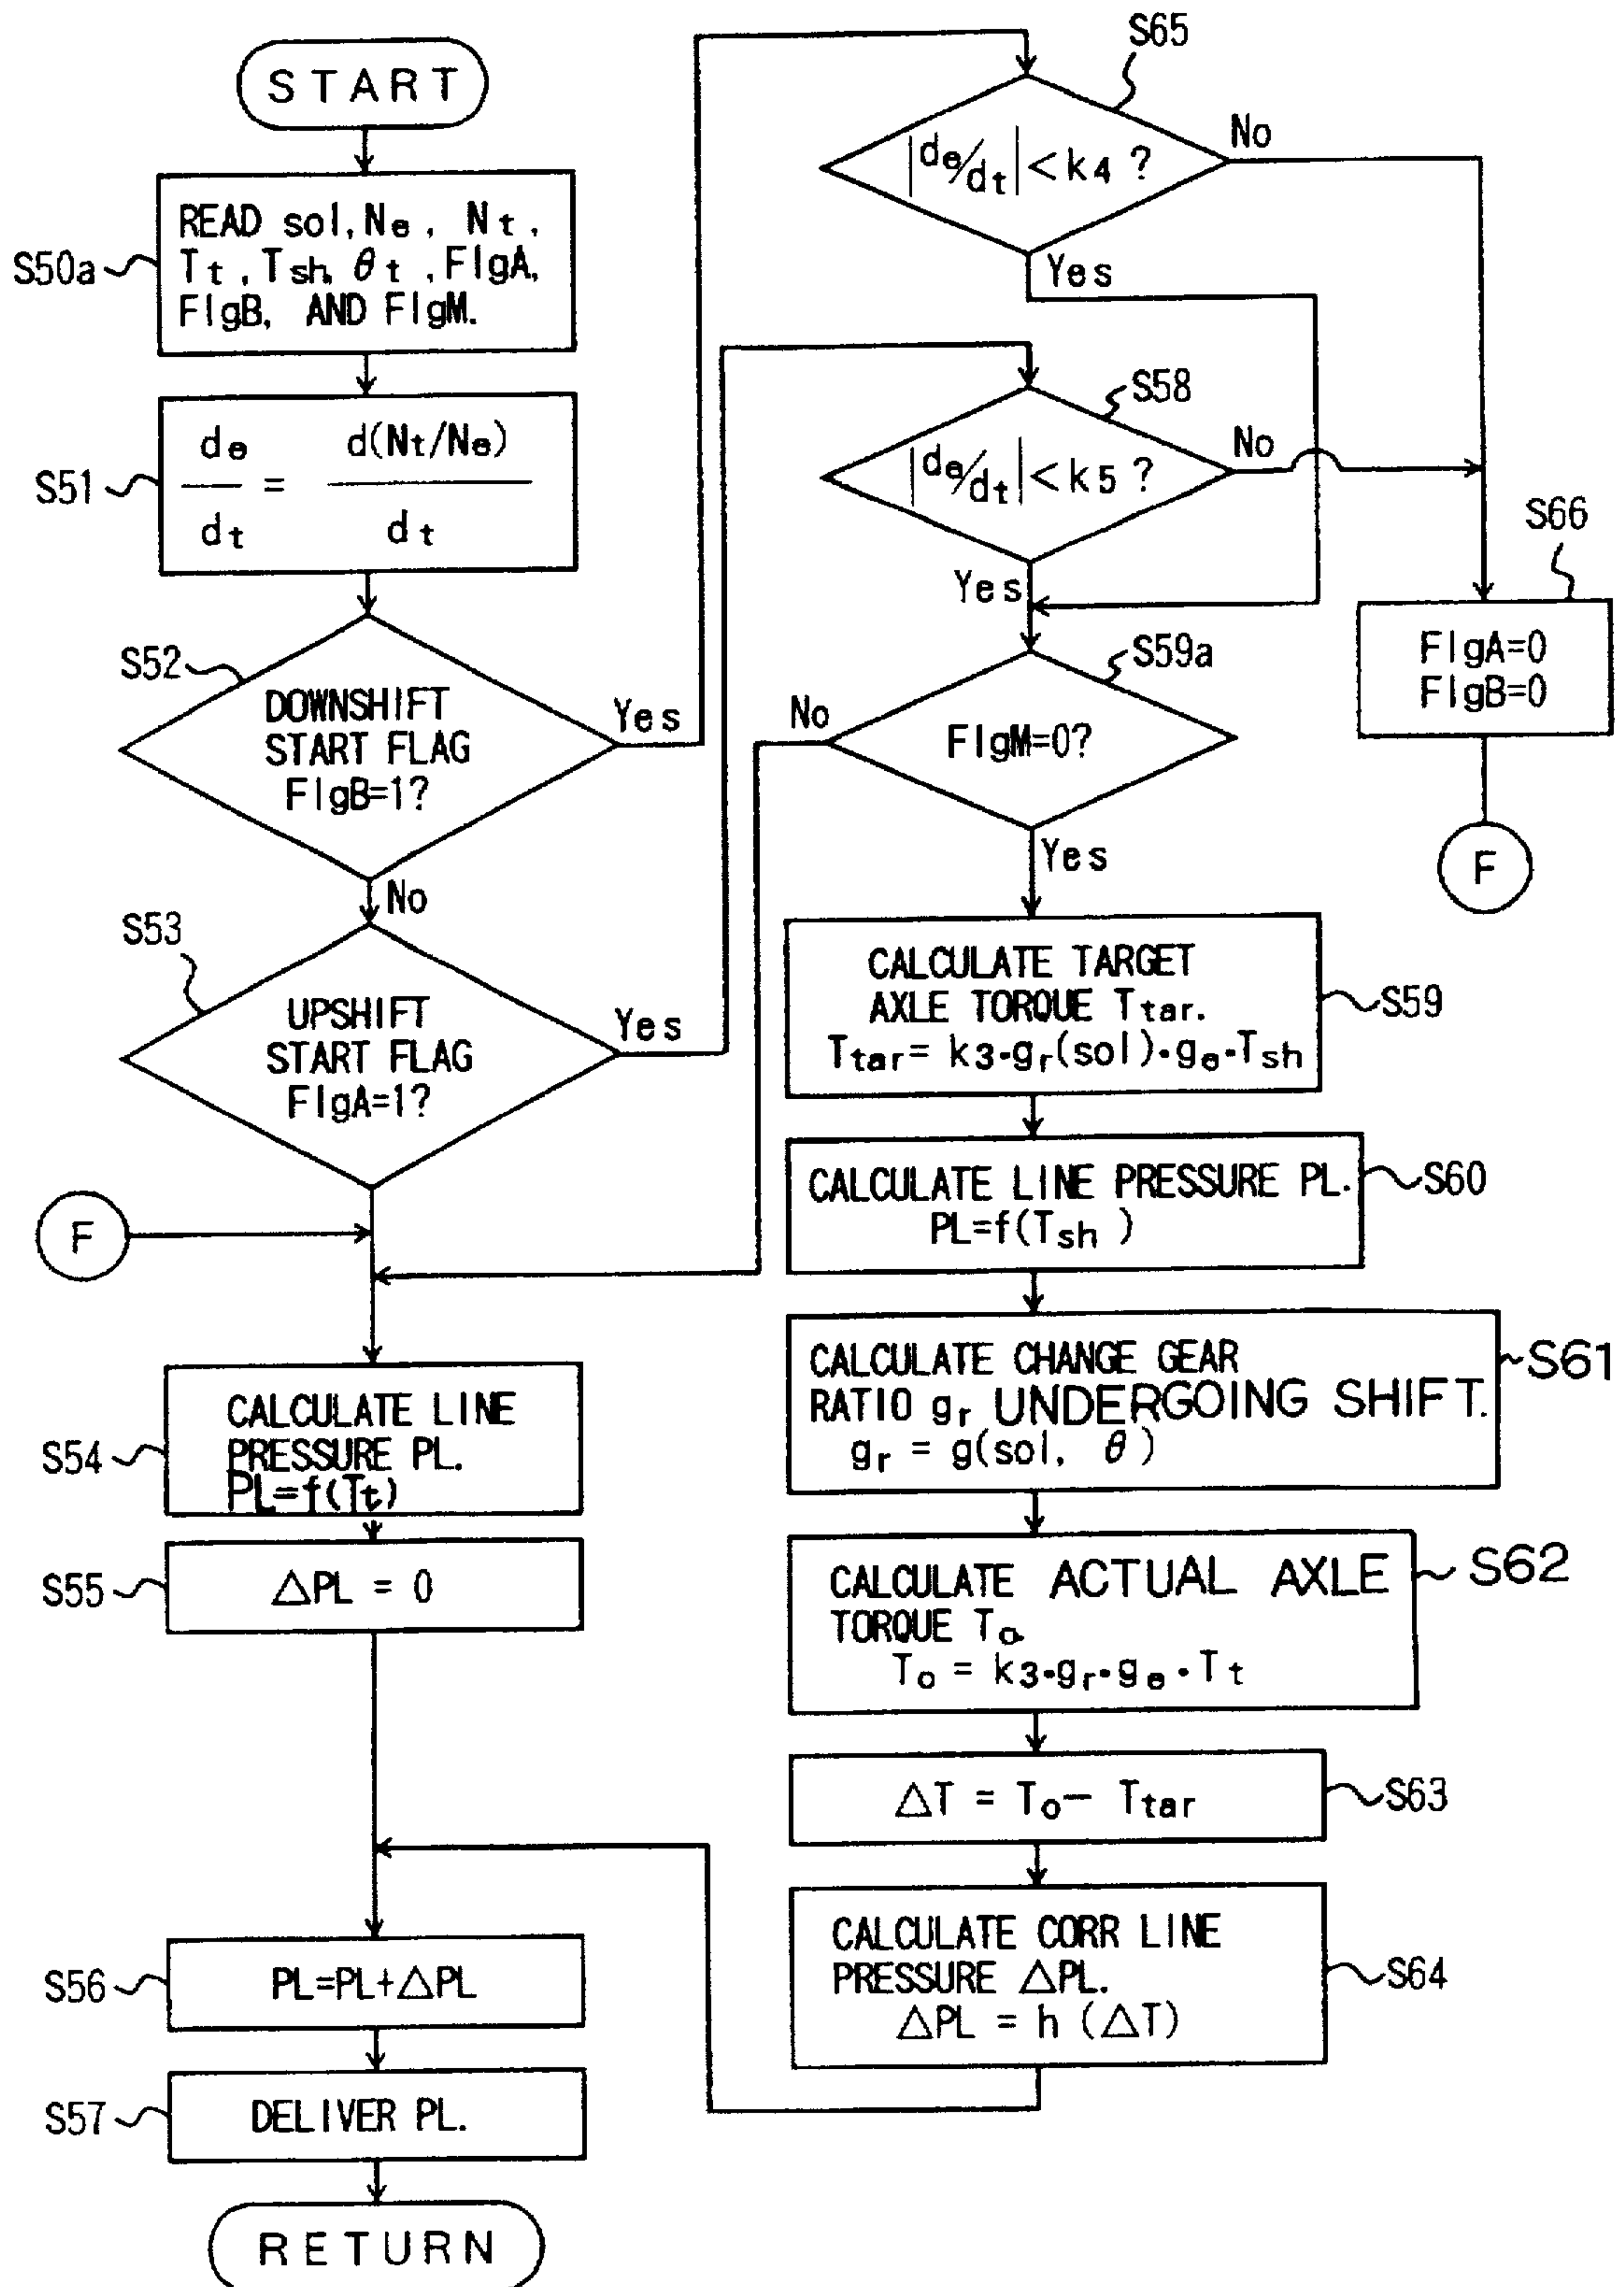 START
S50a
READ sol, Ne, Nt,
Tt, Tsh, θt, FlgA,
FlgB, AND FlgM.
S51
de/dt = d(Nt/Ne)/dt
S52
DOWNSHIFT
START FLAG
FlgB=1?
Yes
No
S53
UPSHIFT
START FLAG
FlgA=1?
Yes
F
S54
CALCULATE LINE
PRESSURE PL.
PL=f(Tt)
S55
△PL = 0
S56
PL=PL+△PL
S57
DELIVER PL.
RETURN
S65
|de/dt|<k4 ?
No
Yes
S58
|de/dt|<k5 ?
No
Yes
S66
FlgA=0
FlgB=0
F
S59a
FlgM=0?
No
Yes
CALCULATE TARGET
AXLE TORQUE Ttar.
Ttar= k3·gr(sol)·ge·Tsh
S59
CALCULATE LINE PRESSURE PL.
PL=f(Tsh )
S60
CALCULATE CHANGE GEAR
RATIO gr UNDERGOING SHIFT.
gr = g(sol, θ)
S61
CALCULATE ACTUAL AXLE
TORQUE To.
To = k3·gr·ge·Tt
S62
△T = To− Ttar
S63
CALCULATE CORR LINE
PRESSURE △PL.
△PL = h (△T)
S64